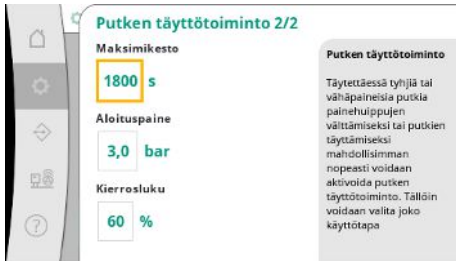 Putken täyttötoiminto 2/2
Maksimikesto
1800 s
Aloituspaine
3,0 bar
Kierrosluku
60 %
Putken täyttötoiminto
Täytettäessä tyhjiä tai
vähäpaineisia putkia
painehuippujen
välttämiseksi tai putkien
täyttämiseksi
mahdollisimman
nopeasti voidaan
aktivoida putken
täyttötoiminto. Tällöin
voidaan valita joko
käyttötapa
?